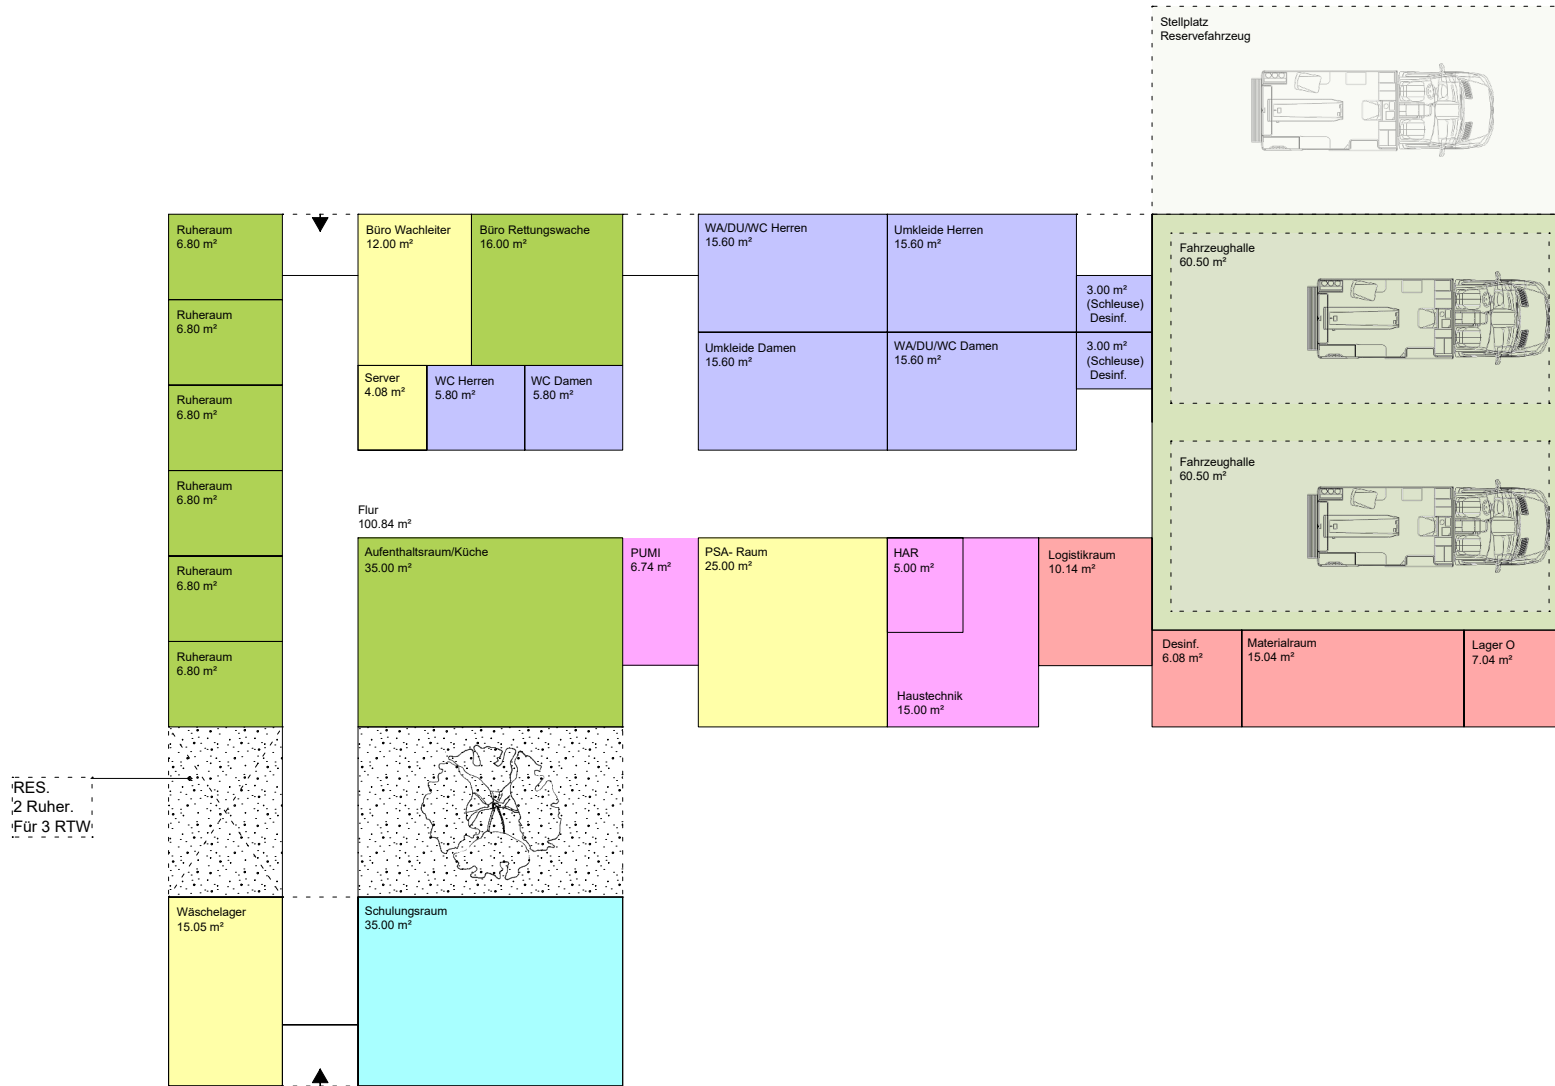 Stellplatz
Reservefahrzeug
Ruheraum
6.80 m²
Büro Wachleiter
12.00 m²
Büro Rettungswache
16.00 m²
WA/DU/WC Herren
15.60 m²
Umkleide Herren
15.60 m²
Fahrzeughalle
60.50 m²
3.00 m²
(Schleuse)
Desinf.
Ruheraum
6.80 m²
Umkleide Damen
15.60 m²
WA/DU/WC Damen
15.60 m²
3.00 m²
(Schleuse)
Desinf.
Server
4.08 m²
WC Herren
5.80 m²
WC Damen
5.80 m²
Ruheraum
6.80 m²
Fahrzeughalle
60.50 m²
Ruheraum
6.80 m²
Flur
100.84 m²
Aufenthaltsraum/Küche
35.00 m²
PUMI
6.74 m²
PSA- Raum
25.00 m²
HAR
5.00 m²
Logistikraum
10.14 m²
Ruheraum
6.80 m²
Desinf.
6.08 m²
Materialraum
15.04 m²
Lager O
7.04 m²
Ruheraum
6.80 m²
Haustechnik
15.00 m²
RES.
2 Ruher.
Für 3 RTW
Wäschelager
15.05 m²
Schulungsraum
35.00 m²